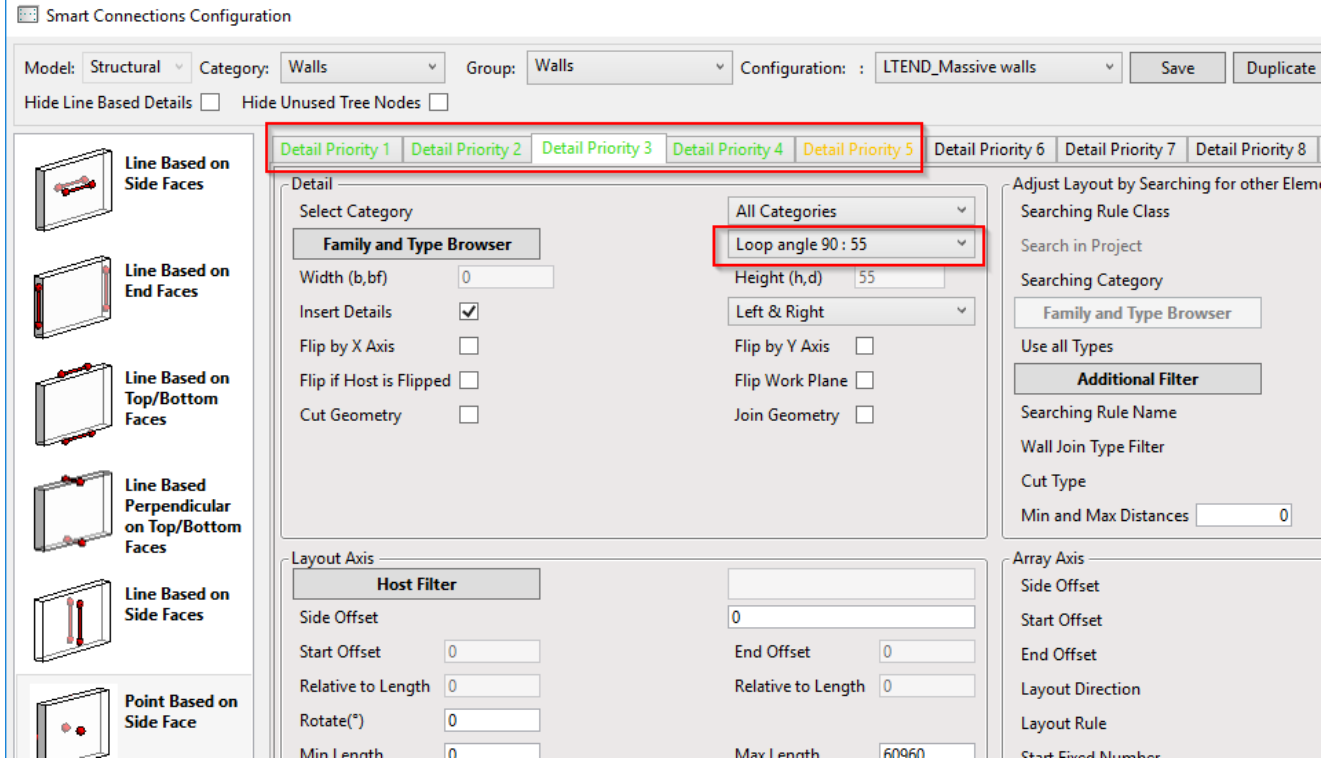 Smart Connections Configuration
Model: Structural Category: Walls Group: Walls Configuration: : LTEND_Massive walls Save Duplicate
Hide Line Based Details Hide Unused Tree Nodes
Line Based on
Side Faces
Line Based on
End Faces
Line Based on
Top/Bottom
Faces
Line Based
Perpendicular
on Top/Bottom
Faces
Line Based on
Side Faces
Point Based on
Side Face
Detail Priority 1 Detail Priority 2 Detail Priority 3 Detail Priority 4 Detail Priority 5 Detail Priority 6 Detail Priority 7 Detail Priority 8
Detail
Select Category All Categories
Family and Type Browser Loop angle 90 : 55
Width (b,bf) 0 Height (h,d) 55
Insert Details Left & Right
Flip by X Axis Flip by Y Axis
Flip if Host is Flipped Flip Work Plane
Cut Geometry Join Geometry
Adjust Layout by Searching for other Elem
Searching Rule Class
Search in Project
Searching Category
Family and Type Browser
Use all Types
Additional Filter
Searching Rule Name
Wall Join Type Filter
Cut Type
Min and Max Distances 0
Layout Axis
Host Filter
Side Offset 0
Start Offset 0 End Offset 0
Relative to Length 0 Relative to Length 0
Rotate(°) 0
Min Length 0 Max Length 60960
Array Axis
Side Offset
Start Offset
End Offset
Layout Direction
Layout Rule
Start Fixed Number